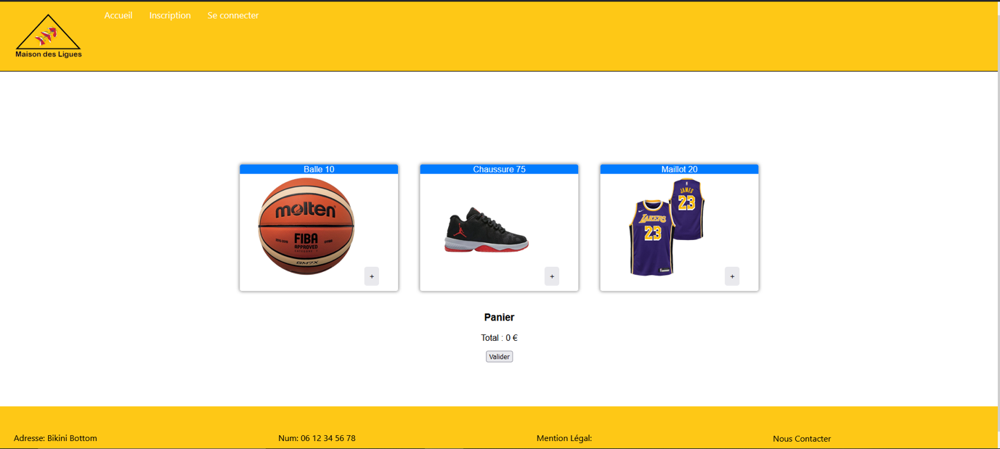 Accueil Inscription Se connecter
Maison des Ligues
Balle 10
Chaussure 75
Maillot 20
molten
FIBA
APPROVED
GM7X
JAMES
23
LAKERS
23
+
+
+
Panier
Total : 0 €
Valider
Adresse: Bikini Bottom
Num: 06 12 34 56 78
Mention Légal:
Nous Contacter